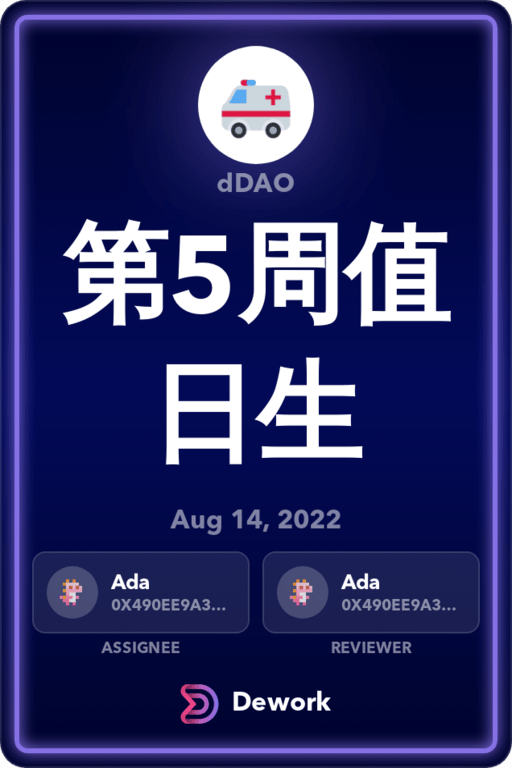 dDAO
第5周值
日生
Aug 14, 2022
Ada
0X490EE9A3...
ASSIGNEE
Ada
0X490EE9A3...
REVIEWER
Dework